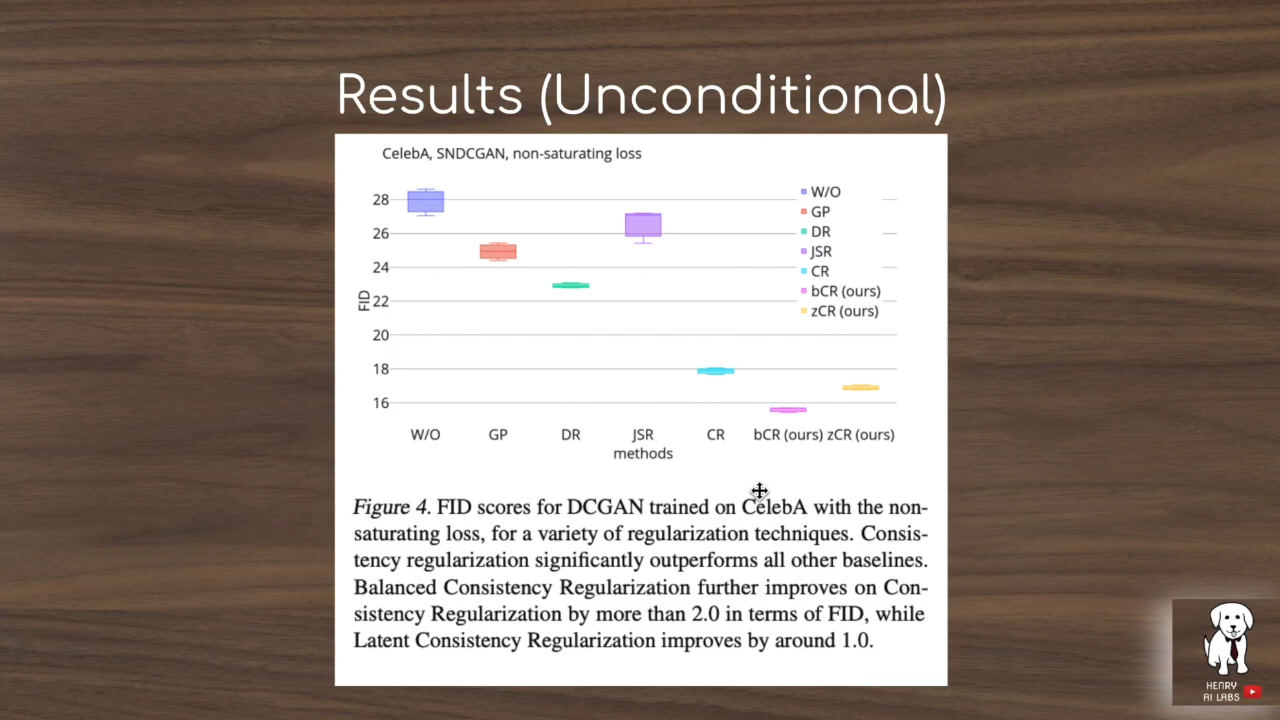 Results (Unconditional)
CelebA, SNDCGAN, non-saturating loss
28
26
24
22
20
18
16
FID
W/O
GP
DR
JSR
CR
bCR (ours)
zCR (ours)
W/O GP DR JSR CR bCR (ours) zCR (ours)
methods
Figure 4. FID scores for DCGAN trained on CelebA with the non-
saturating loss, for a variety of regularization techniques. Consis-
tency regularization significantly outperforms all other baselines.
Balanced Consistency Regularization further improves on Con-
sistency Regularization by more than 2.0 in terms of FID, while
Latent Consistency Regularization improves by around 1.0.
HENRY
AI LABS